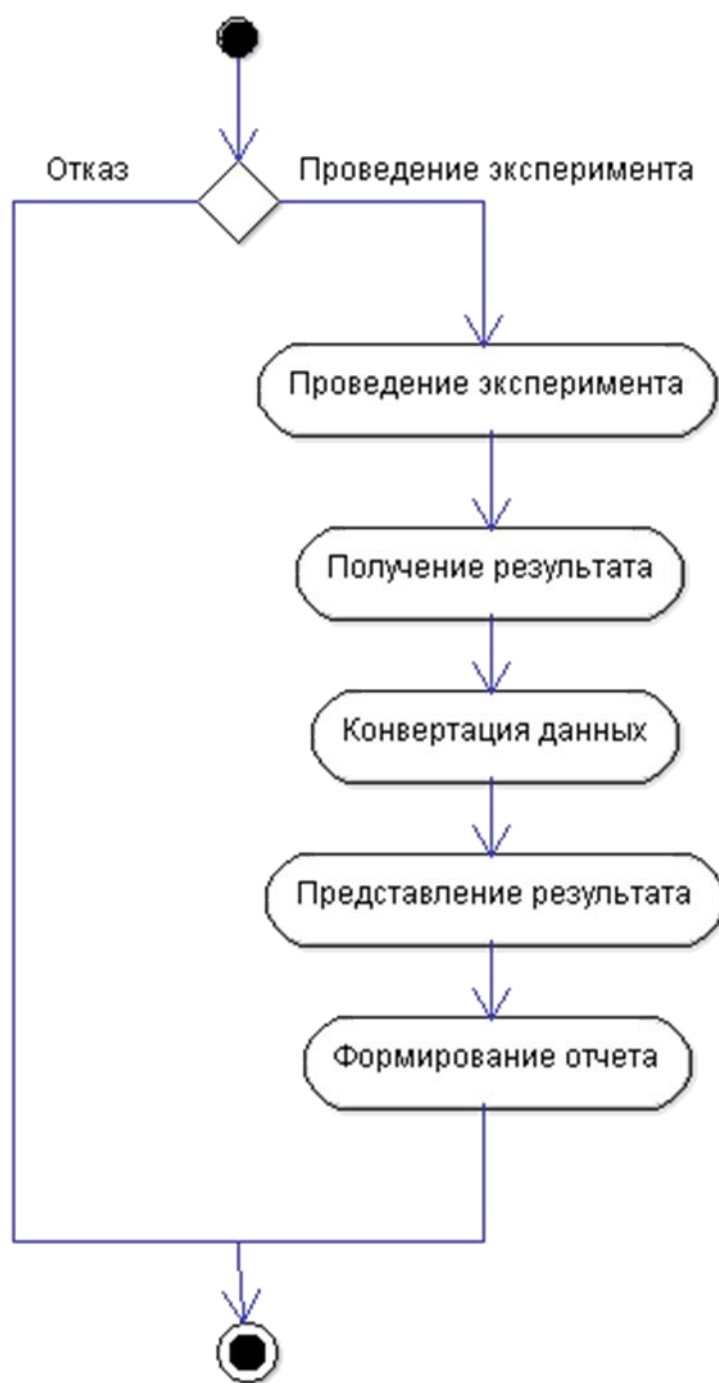 Отказ
Проведение эксперимента
Проведение эксперимента
Получение результата
Конвертация данных
Представление результата
Формирование отчета